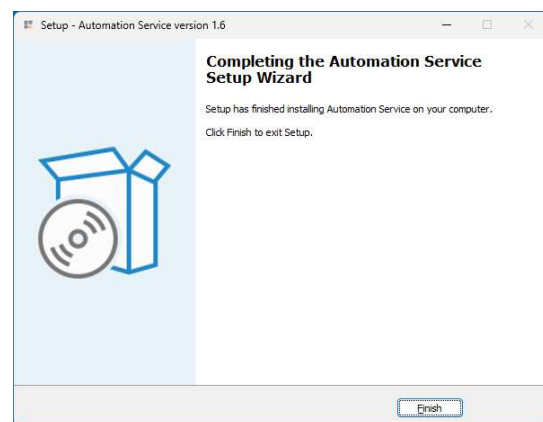 Setup - Automation Service version 1.6
Completing the Automation Service
Setup Wizard
Setup has finished installing Automation Service on your computer.
Click Finish to exit Setup.
Finish